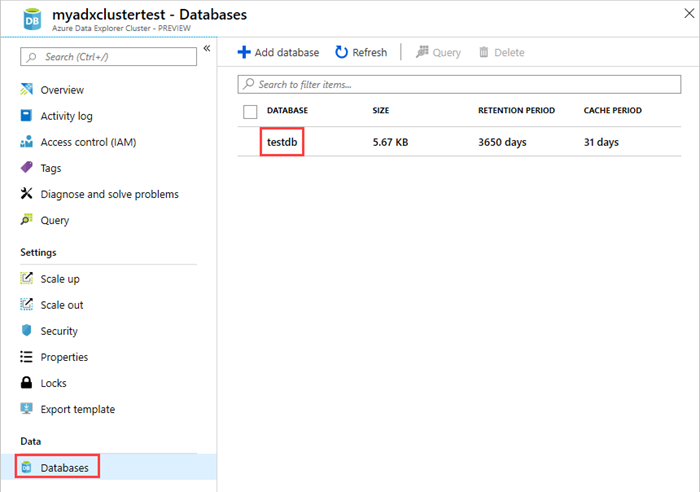 myadxclustertest - Databases
Azure Data Explorer Cluster - PREVIEW
Search (Ctrl+/)
«
Overview
Activity log
Access control (IAM)
Tags
Diagnose and solve problems
Query
Settings
Scale up
Scale out
Security
Properties
Locks
Export template
Data
Databases
Add database Refresh Query Delete
Search to filter items...
DATABASE SIZE RETENTION PERIOD CACHE PERIOD
testdb 5.67 KB 3650 days 31 days